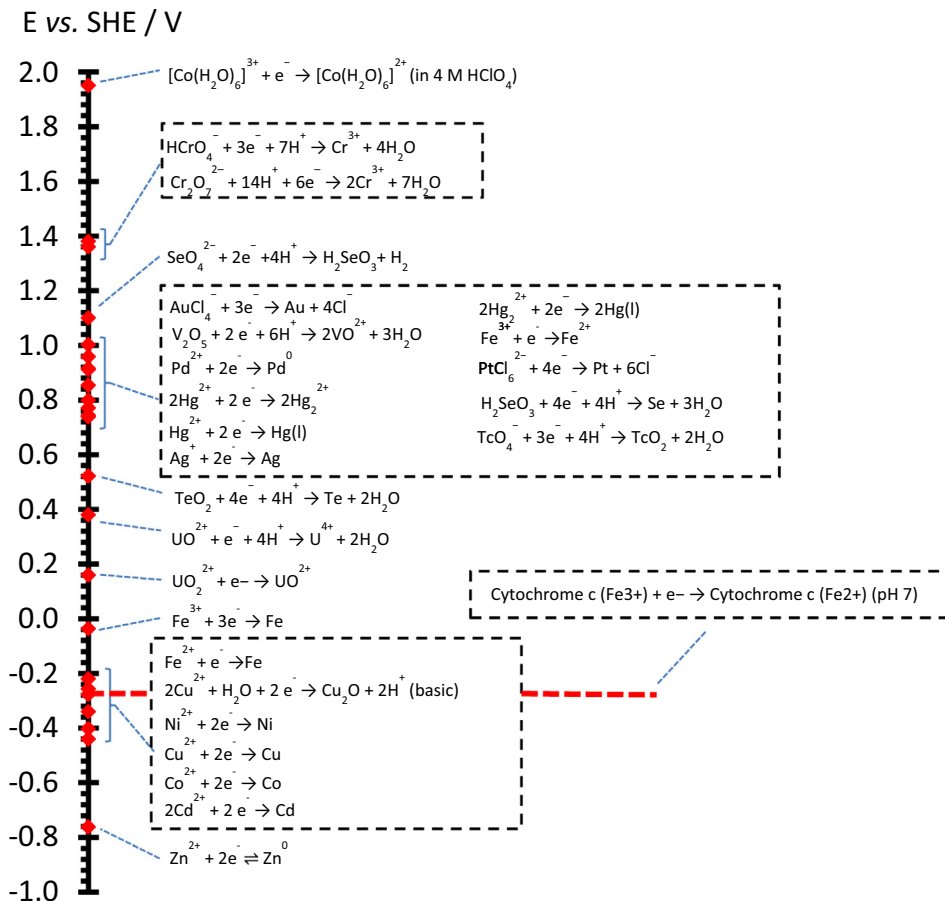 E vs. SHE / V
2.0
1.8
1.6
1.4
1.2
1.0
0.8
0.6
0.4
0.2
0.0
-0.2
-0.4
-0.6
-0.8
-1.0
[Co(H₂O)₆]³⁺ + e⁻ → [Co(H₂O)₆]²⁺ (in 4 M HClO₄)
HCrO₄⁻ + 3e⁻ + 7H⁺ → Cr³⁺ + 4H₂O
Cr₂O₇²⁻ + 14H⁺ + 6e⁻ → 2Cr³⁺ + 7H₂O
SeO₄²⁻ + 2e⁻ +4H⁺ → H₂SeO₃ + H₂
AuCl₄⁻ + 3e⁻ → Au + 4Cl⁻
V₂O₅ + 2 e⁻ + 6H⁺ → 2VO²⁺ + 3H₂O
Pd²⁺ + 2e⁻ → Pd⁰
2Hg²⁺ + 2 e⁻ → 2Hg₂²⁺
Hg²⁺ + 2 e⁻ → Hg(l)
Ag⁺ + 2e⁻ → Ag
2Hg₂²⁺ + 2e⁻ → 2Hg(l)
Fe³⁺ + e⁻ → Fe²⁺
PtCl₆²⁻ + 4e⁻ → Pt + 6Cl⁻
H₂SeO₃ + 4e⁻ + 4H⁺ → Se + 3H₂O
TcO₄⁻ + 3e⁻ + 4H⁺ → TcO₂ + 2H₂O
TeO₂ + 4e⁻ + 4H⁺ → Te + 2H₂O
UO²⁺ + e⁻ + 4H⁺ → U⁴⁺ + 2H₂O
UO₂²⁺ + e− → UO²⁺
Cytochrome c (Fe3+) + e− → Cytochrome c (Fe2+) (pH 7)
Fe³⁺ + 3e⁻ → Fe
Fe²⁺ + e⁻ → Fe
2Cu²⁺ + H₂O + 2 e⁻ → Cu₂O + 2H⁺ (basic)
Ni²⁺ + 2e⁻ → Ni
Cu²⁺ + 2e⁻ → Cu
Co²⁺ + 2e⁻ → Co
2Cd²⁺ + 2 e⁻ → Cd
Zn²⁺ + 2e⁻ ⇌ Zn⁰